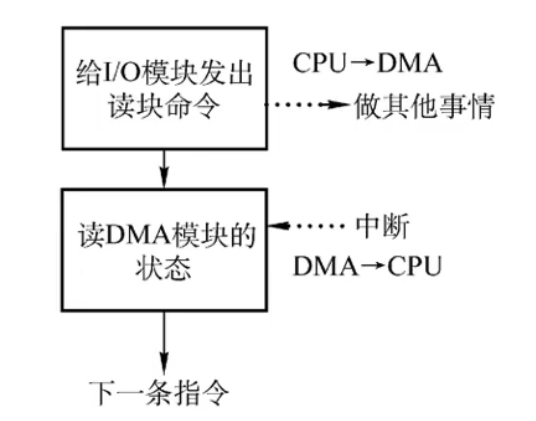 给I/O模块发出
读块命令
CPU→DMA
做其他事情
读DMA模块的
状态
中断
DMA→CPU
下一条指令